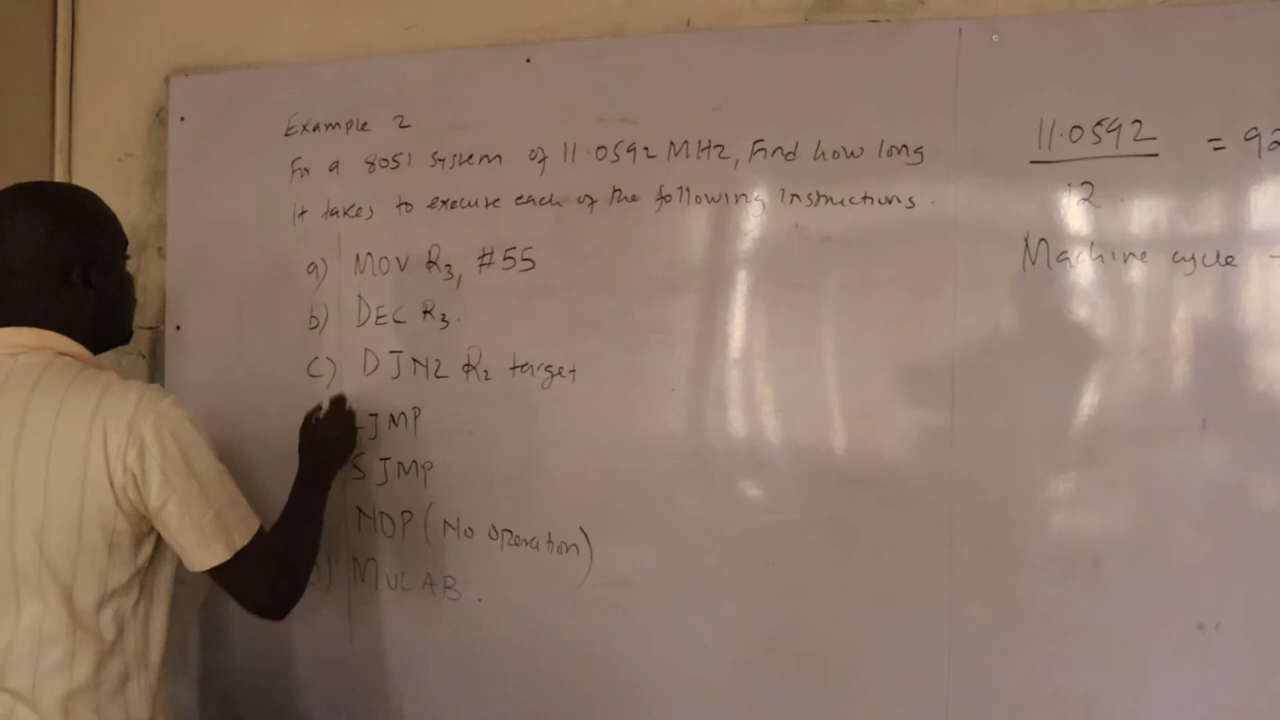 Example 2
For a 8051 system of 11.0592 MHz, Find how long
It takes to execute each of the following Instructions.
a) MOV R3, #55
b) DEC R3.
c) DJNZ R2 target
LJMP
SJMP
NOP (No operation)
) MUL AB.
11.0592 = 92
12.
Machine cycle -